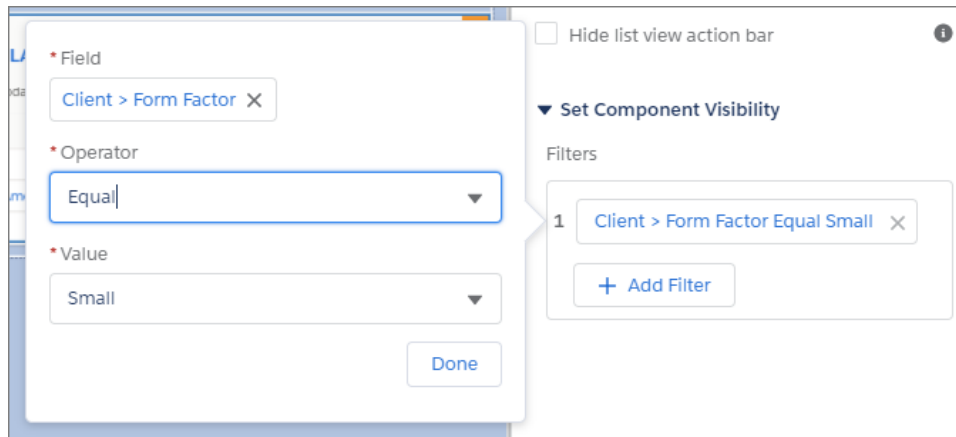 * Field
Client > Form Factor
* Operator
Equal
* Value
Small
Done
Hide list view action bar
Set Component Visibility
Filters
1 Client > Form Factor Equal Small
+ Add Filter